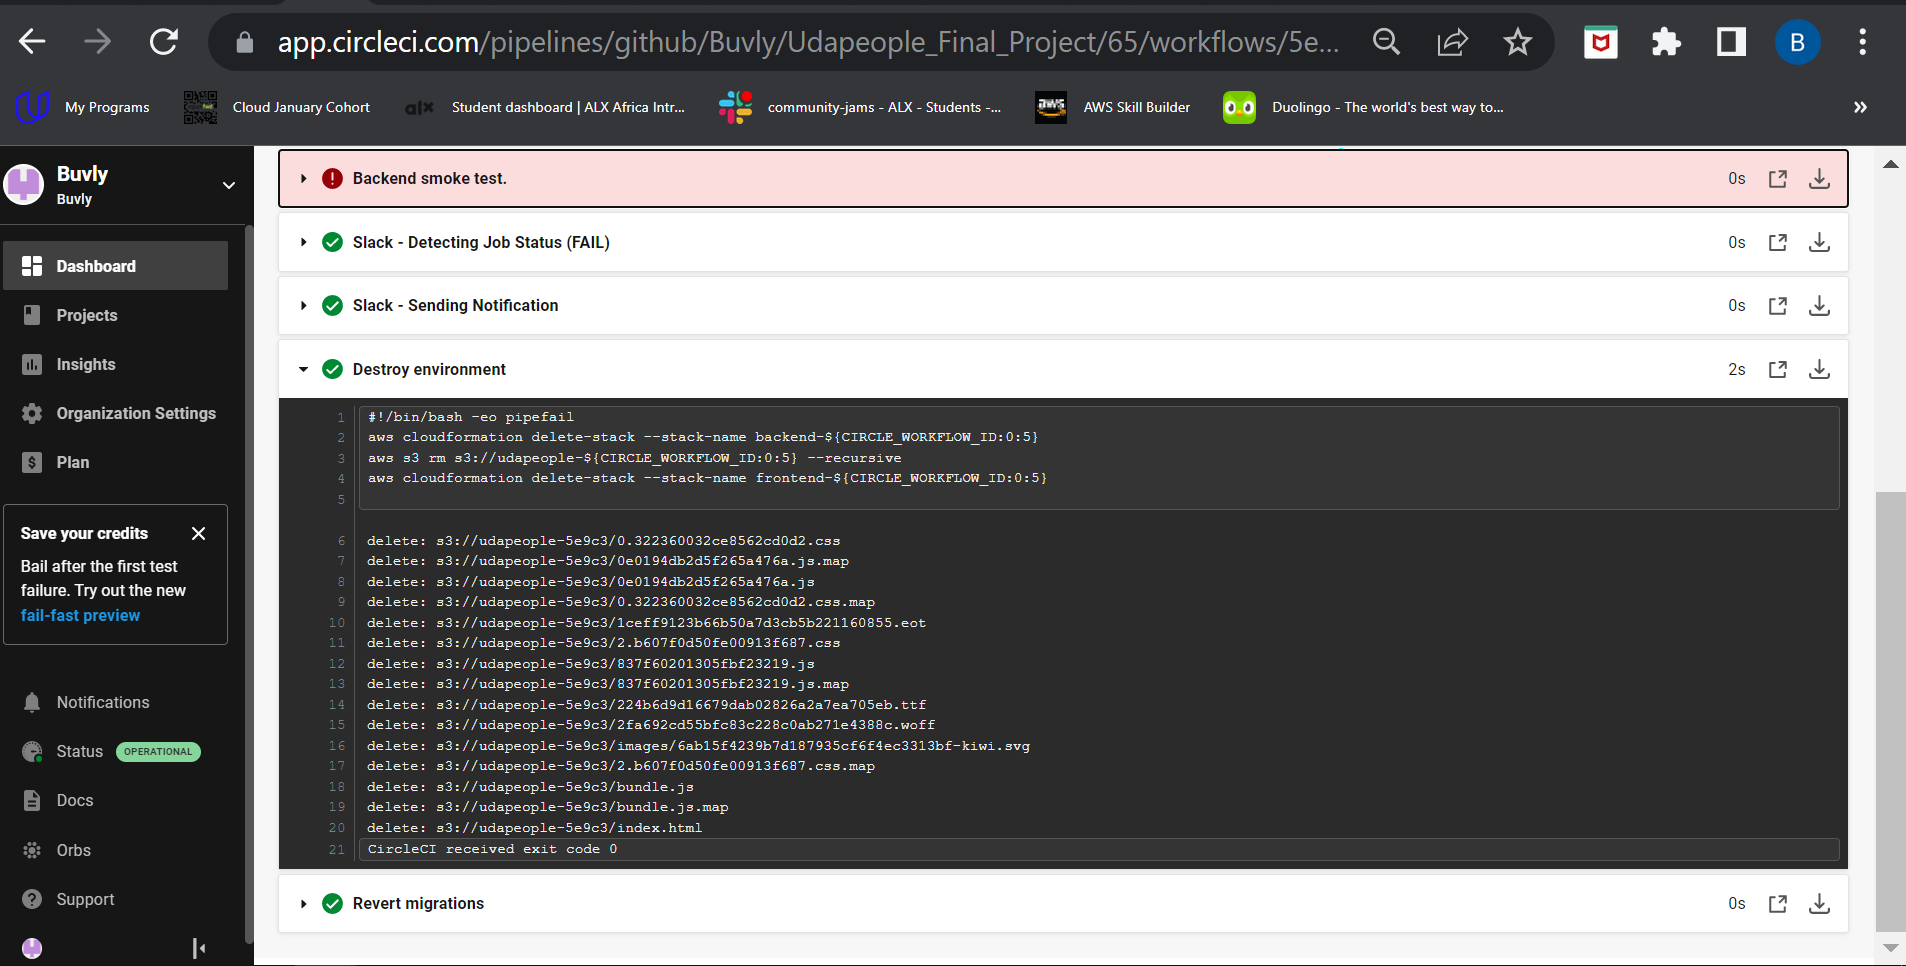 app.circleci.com/pipelines/github/Buvly/Udapeople_Final_Project/65/workflows/5e...
B
My Programs
Cloud January Cohort
alx
Student dashboard | ALX Africa Intr...
community-jams - ALX - Students -...
AWS Skill Builder
Duolingo - The world's best way to...
»
Buvly
Buvly
Dashboard
Projects
Insights
Organization Settings
Plan
Save your credits
Bail after the first test
failure. Try out the new
fail-fast preview
Notifications
Status OPERATIONAL
Docs
Orbs
Support
Backend smoke test. 0s
Slack - Detecting Job Status (FAIL) 0s
Slack - Sending Notification 0s
Destroy environment 2s
1 #!/bin/bash -eo pipefail
2 aws cloudformation delete-stack --stack-name backend-${CIRCLE_WORKFLOW_ID:0:5}
3 aws s3 rm s3://udapeople-${CIRCLE_WORKFLOW_ID:0:5} --recursive
4 aws cloudformation delete-stack --stack-name frontend-${CIRCLE_WORKFLOW_ID:0:5}
5
6 delete: s3://udapeople-5e9c3/0.322360032ce8562cd0d2.css
7 delete: s3://udapeople-5e9c3/0e0194db2d5f265a476a.js.map
8 delete: s3://udapeople-5e9c3/0e0194db2d5f265a476a.js
9 delete: s3://udapeople-5e9c3/0.322360032ce8562cd0d2.css.map
10 delete: s3://udapeople-5e9c3/1ceff9123b66b50a7d3cb5b221160855.eot
11 delete: s3://udapeople-5e9c3/2.b607f0d50fe00913f687.css
12 delete: s3://udapeople-5e9c3/837f60201305fbf23219.js
13 delete: s3://udapeople-5e9c3/837f60201305fbf23219.js.map
14 delete: s3://udapeople-5e9c3/224b6d9d16679dab02826a2a7ea705eb.ttf
15 delete: s3://udapeople-5e9c3/2fa692cd55bfc83c228c0ab271e4388c.woff
16 delete: s3://udapeople-5e9c3/images/6ab15f4239b7d187935cf6f4ec3313bf-kiwi.svg
17 delete: s3://udapeople-5e9c3/2.b607f0d50fe00913f687.css.map
18 delete: s3://udapeople-5e9c3/bundle.js
19 delete: s3://udapeople-5e9c3/bundle.js.map
20 delete: s3://udapeople-5e9c3/index.html
21 CircleCI received exit code 0
Revert migrations 0s